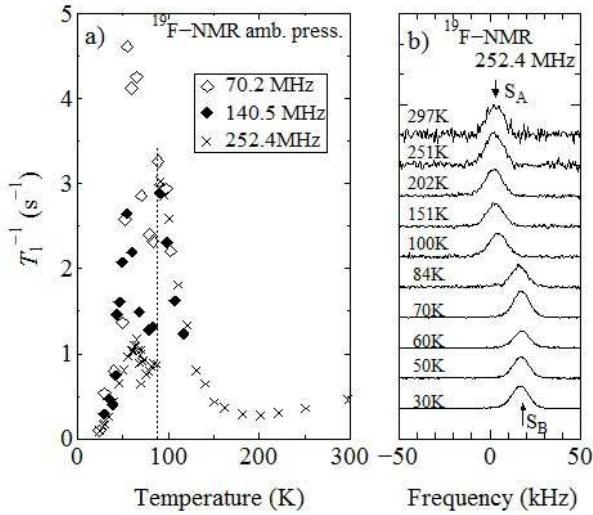 a)
¹⁹F−NMR amb. press.
70.2 MHz
140.5 MHz
252.4MHz
5
4
3
2
1
0
T₁⁻¹ (s⁻¹)
0
100
200
300
Temperature (K)
b)
¹⁹F−NMR
252.4 MHz
S_A
297K
251K
202K
151K
100K
84K
70K
60K
50K
30K
S_B
−50
0
50
Frequency (kHz)